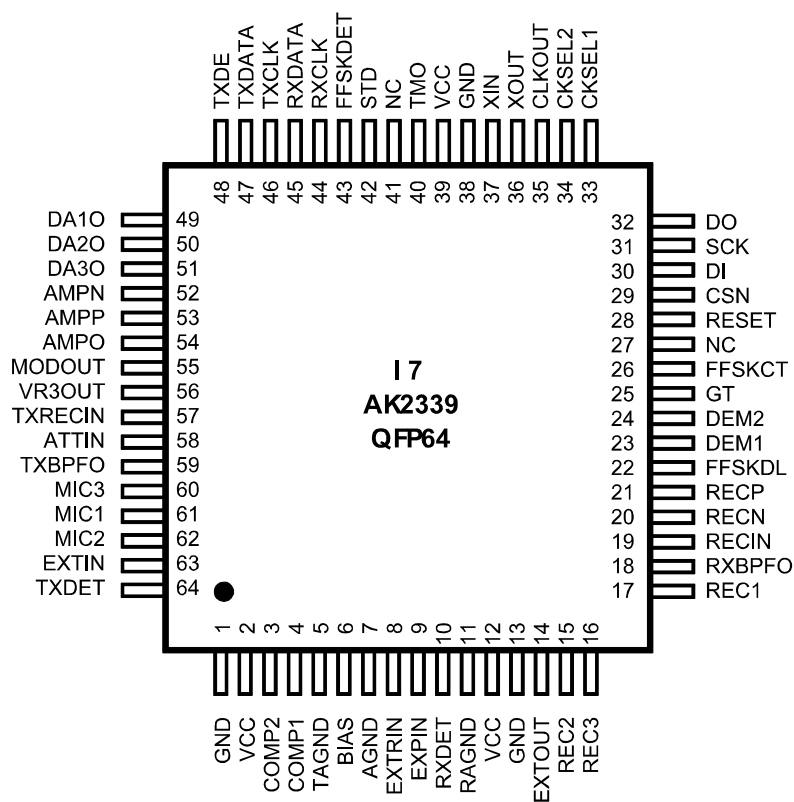 TXDE TXDATA TXCLK RXDATA RXCLK FFSKDET STD NC TMO VCC GND XIN XOUT CLKOUT CKSEL2 CKSEL1
48 47 46 45 44 43 42 41 40 39 38 37 36 35 34 33
DA1O 49 32 DO
DA2O 50 31 SCK
DA3O 51 30 DI
AMPN 52 29 CSN
AMPP 53 28 RESET
AMPO 54 27 NC
MODOUT 55 26 FFSKCT
VR3OUT 56 25 GT
TXRECIN 57 24 DEM2
ATTIN 58 23 DEM1
TXBPFO 59 22 FFSKDL
MIC3 60 21 RECP
MIC1 61 20 RECN
MIC2 62 19 RECIN
EXTIN 63 18 RXBPFO
TXDET 64 17 REC1
I 7
AK2339
QFP64
1 2 3 4 5 6 7 8 9 10 11 12 13 14 15 16
GND VCC COMP2 COMP1 TAGND BIAS AGND EXTRIN EXPIN RXDET RAGND VCC GND EXTOUT REC2 REC3